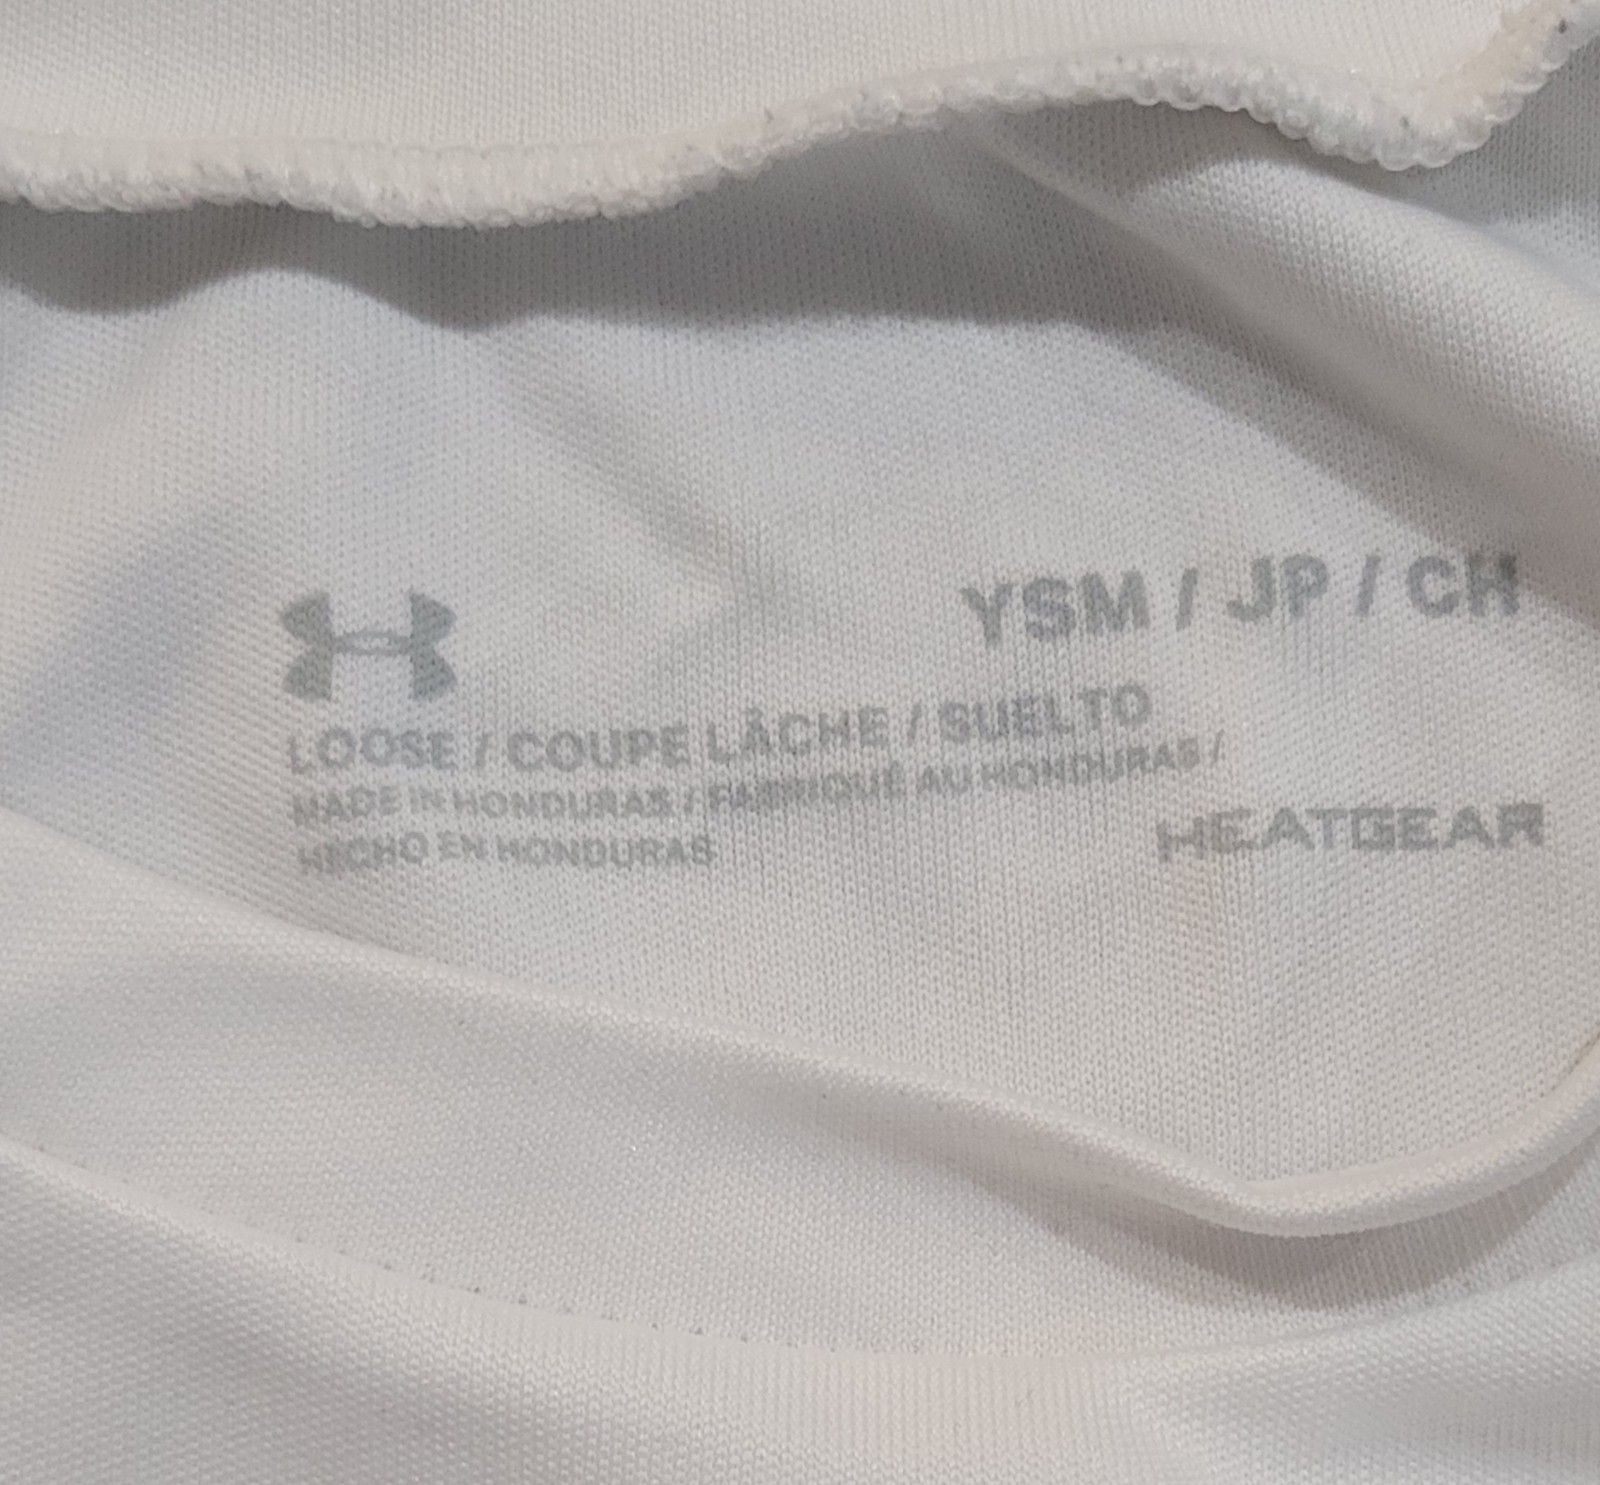 YSM / JP / CH
LOOSE / COUPE LÂCHE / SUELTO
MADE IN HONDURAS / FABRIQUÉ AU HONDURAS /
HECHO EN HONDURAS
HEATGEAR